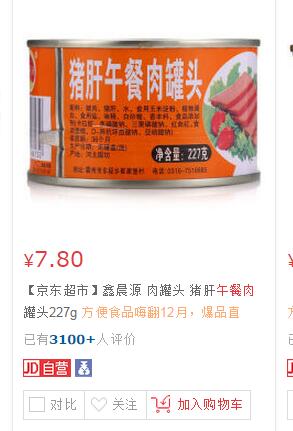 猪肝午餐肉罐头
净含量:227克
¥7.80
【京东超市】鑫晨源 肉罐头 猪肝午餐肉
罐头227g 方便食品嗨翻12月，爆品直
已有3100+人评价
JD 自营
对比 关注 加入购物车